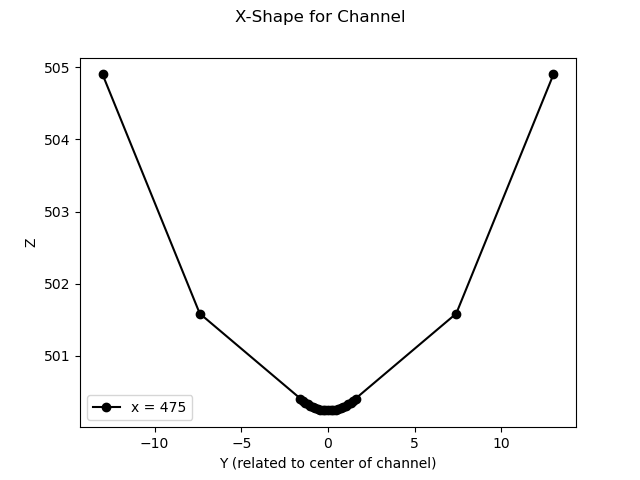 X-Shape for Channel
505
504
503
502
501
Z
x = 475
−10
−5
0
5
10
Y (related to center of channel)